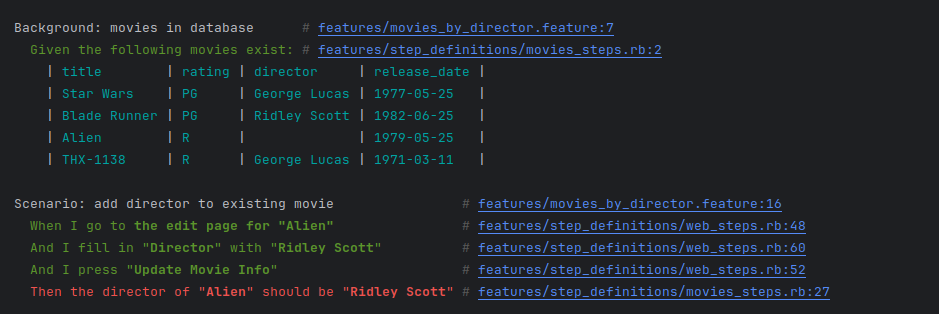 Background: movies in database # features/movies_by_director.feature:7
Given the following movies exist: # features/step_definitions/movies_steps.rb:2
| title | rating | director | release_date |
| Star Wars | PG | George Lucas | 1977-05-25 |
| Blade Runner | PG | Ridley Scott | 1982-06-25 |
| Alien | R | | 1979-05-25 |
| THX-1138 | R | George Lucas | 1971-03-11 |
Scenario: add director to existing movie # features/movies_by_director.feature:16
When I go to the edit page for "Alien" # features/step_definitions/web_steps.rb:48
And I fill in "Director" with "Ridley Scott" # features/step_definitions/web_steps.rb:60
And I press "Update Movie Info" # features/step_definitions/web_steps.rb:52
Then the director of "Alien" should be "Ridley Scott" # features/step_definitions/movies_steps.rb:27